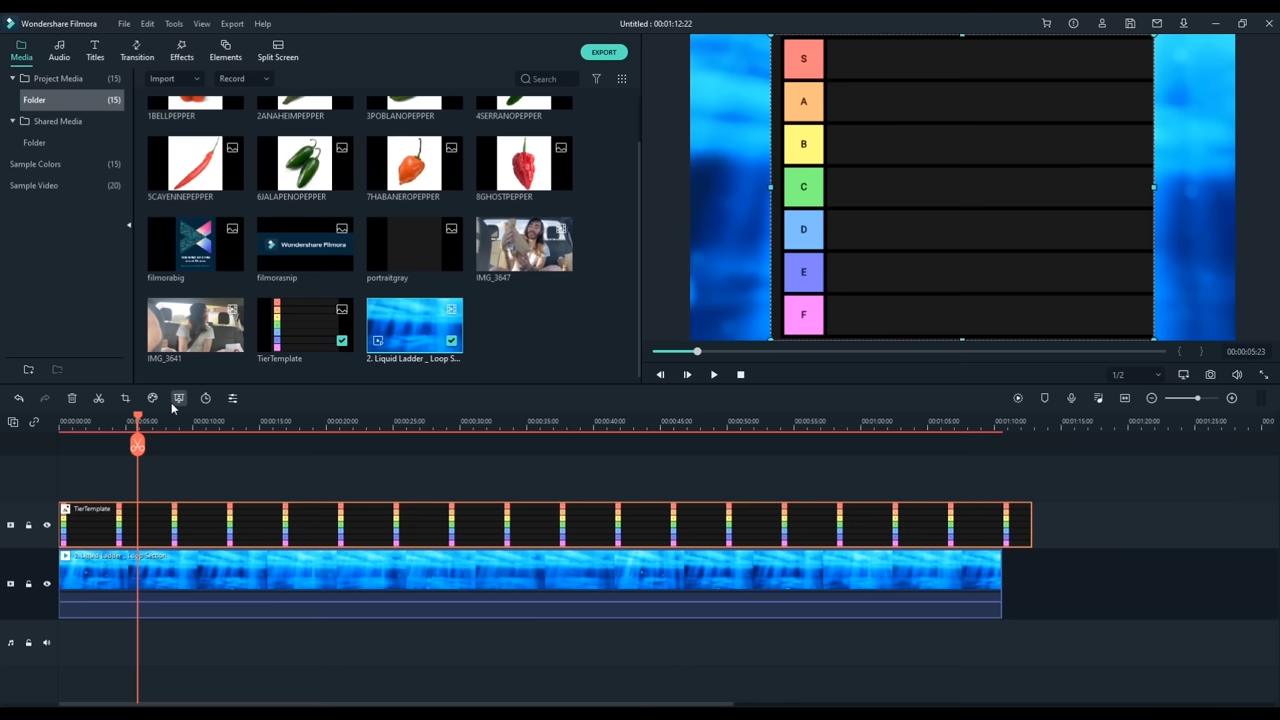 Wondershare Filmora File Edit Tools View Export Help Untitled : 00:01:12:22
Media Audio Titles Transition Effects Elements Split Screen EXPORT
Project Media (15) Import Record Search
Folder (15)
Shared Media
Folder
Sample Colors (15)
Sample Video (20)
1BELLPEPPER 2ANAHEIMPEPPER 3POBLANOPEPPER 4SERRANOPEPPER
5CAYENNEPEPPER 6JALAPENOPEPPER 7HABANEROPEPPER 8GHOSTPEPPER
Wondershare Filmora
filmorabig filmorasnip portraitgray IMG_3647
IMG_3641 TierTemplate 2. Liquid Ladder _ Loop S...
S
A
B
C
D
E
F
00:00:05:23
1/2
00:00:00:00 00:00:05:00 00:00:10:00 00:00:15:00 00:00:20:00 00:00:25:00 00:00:30:00 00:00:35:00 00:00:40:00 00:00:45:00 00:00:50:00 00:00:55:00 00:01:00:00 00:01:05:00 00:01:10:00 00:01:15:00 00:01:20:00 00:01:25:00 00:0
TierTemplate
2. Liquid Ladder _ Loop Section